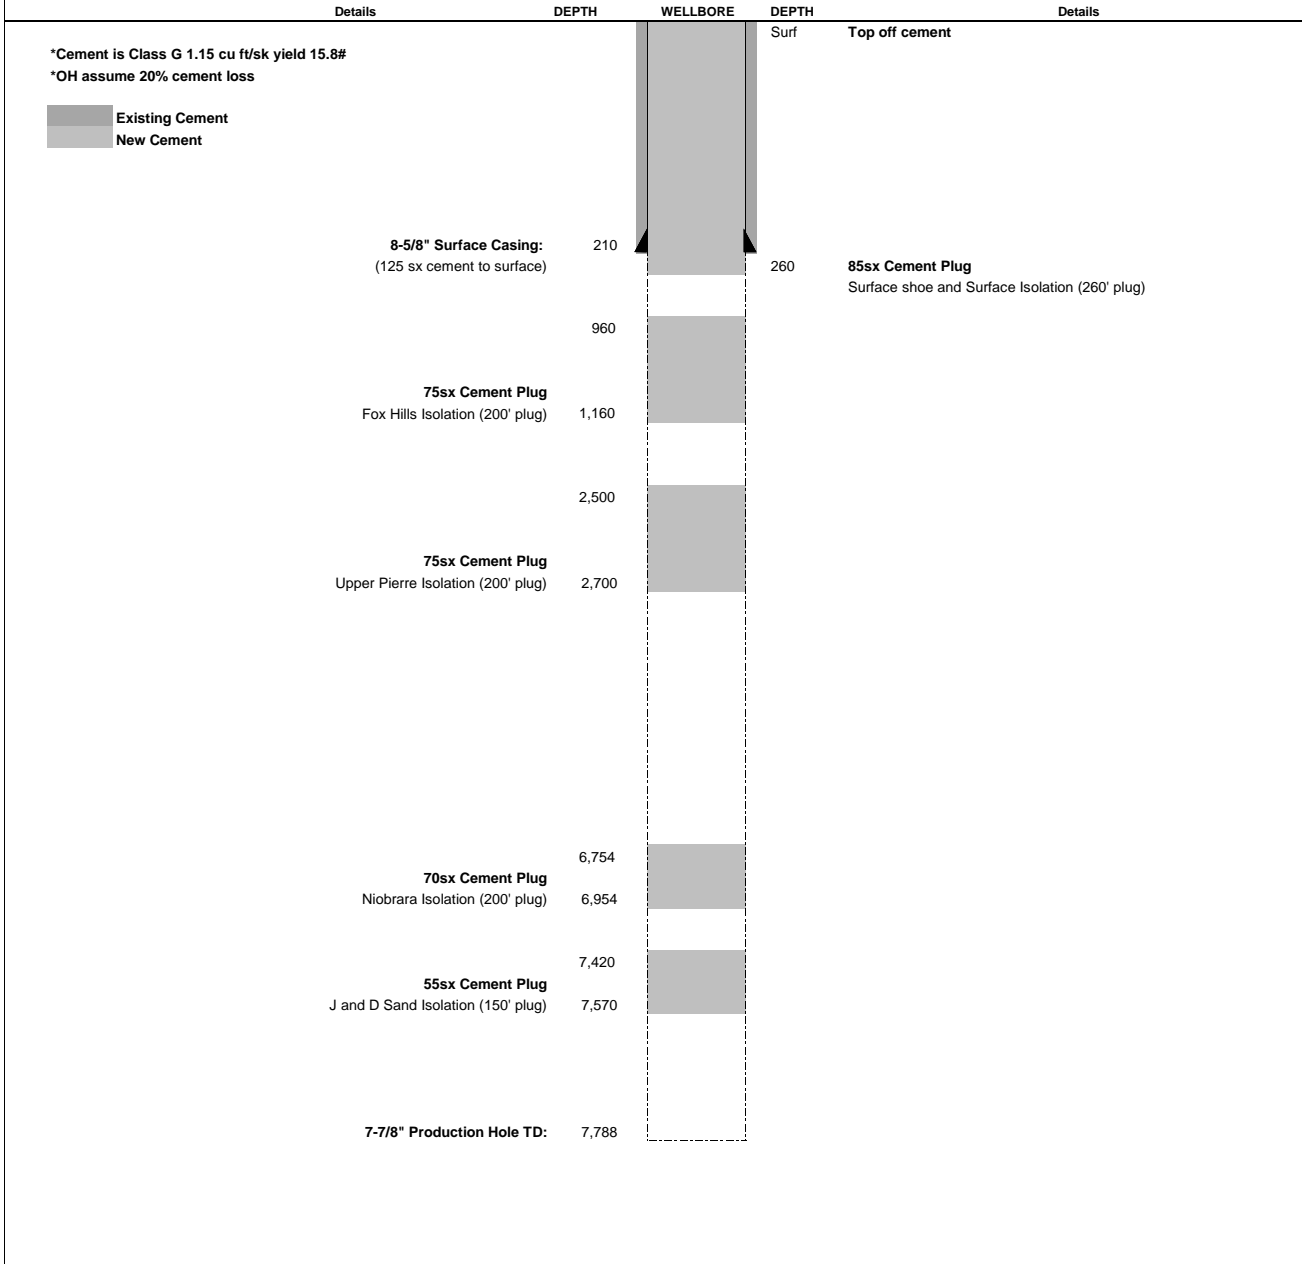 Details DEPTH WELLBORE DEPTH Details
Surf Top off cement
*Cement is Class G 1.15 cu ft/sk yield 15.8#
*OH assume 20% cement loss
Existing Cement
New Cement
8-5/8" Surface Casing: 210
(125 sx cement to surface) 260 85sx Cement Plug
Surface shoe and Surface Isolation (260' plug)
960
75sx Cement Plug
Fox Hills Isolation (200' plug) 1,160
2,500
75sx Cement Plug
Upper Pierre Isolation (200' plug) 2,700
6,754
70sx Cement Plug
Niobrara Isolation (200' plug) 6,954
7,420
55sx Cement Plug
J and D Sand Isolation (150' plug) 7,570
7-7/8" Production Hole TD: 7,788